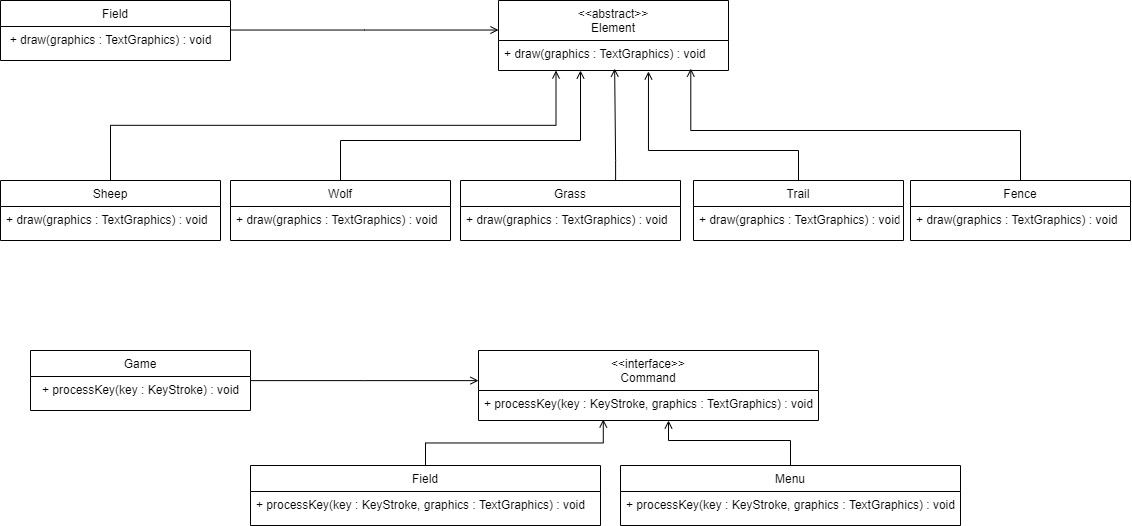 Field
+ draw(graphics : TextGraphics) : void
<<abstract>>
Element
+ draw(graphics : TextGraphics) : void
Sheep
+ draw(graphics : TextGraphics) : void
Wolf
+ draw(graphics : TextGraphics) : void
Grass
+ draw(graphics : TextGraphics) : void
Trail
+ draw(graphics : TextGraphics) : void
Fence
+ draw(graphics : TextGraphics) : void
Game
+ processKey(key : KeyStroke) : void
<<interface>>
Command
+ processKey(key : KeyStroke, graphics : TextGraphics) : void
Field
+ processKey(key : KeyStroke, graphics : TextGraphics) : void
Menu
+ processKey(key : KeyStroke, graphics : TextGraphics) : void